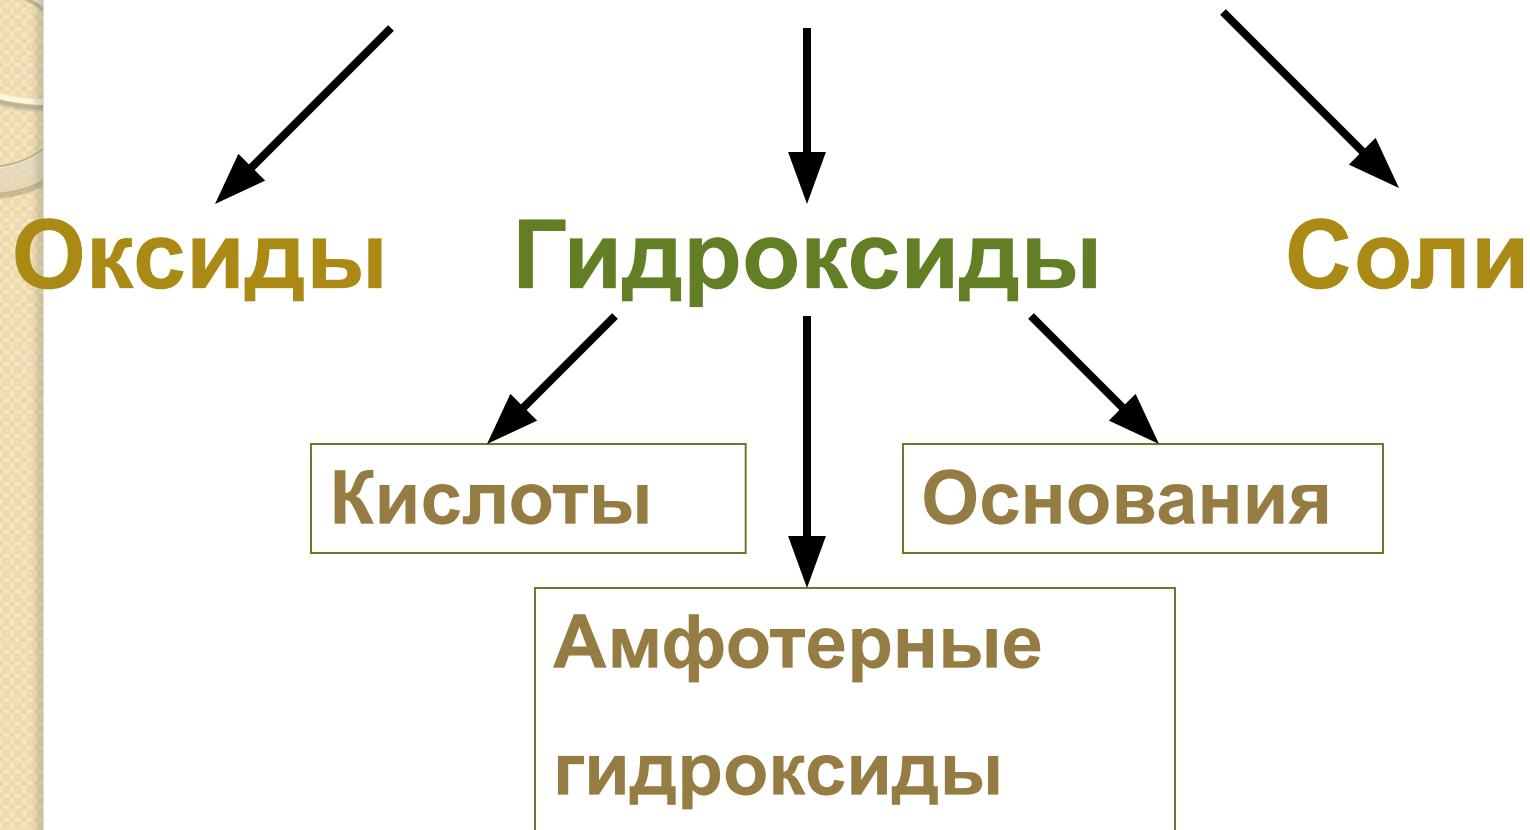 Оксиды Гидроксиды Соли
Кислоты Основания
Амфотерные
гидроксиды